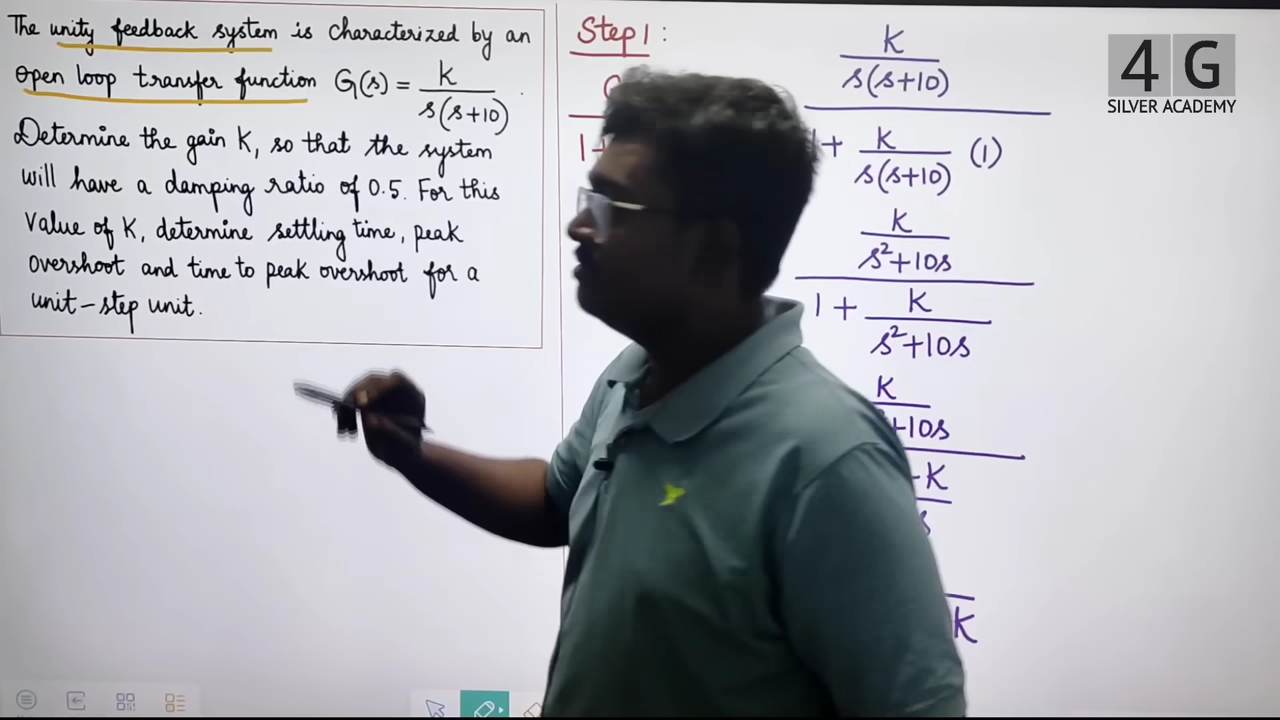 The unity feedback system is characterized by an
open loop transfer function G(s) = K
s(s+10) .
Determine the gain K, so that the system
will have a damping ratio of 0.5. For this
value of K, determine settling time, peak
overshoot and time to peak overshoot for a
unit-step unit.
Step 1 :
1+
K
s(s+10)
+ K (1)
s(s+10)
K
s²+10s
1 + K
s²+10s
K
+10s
K
K
4 G
SILVER ACADEMY